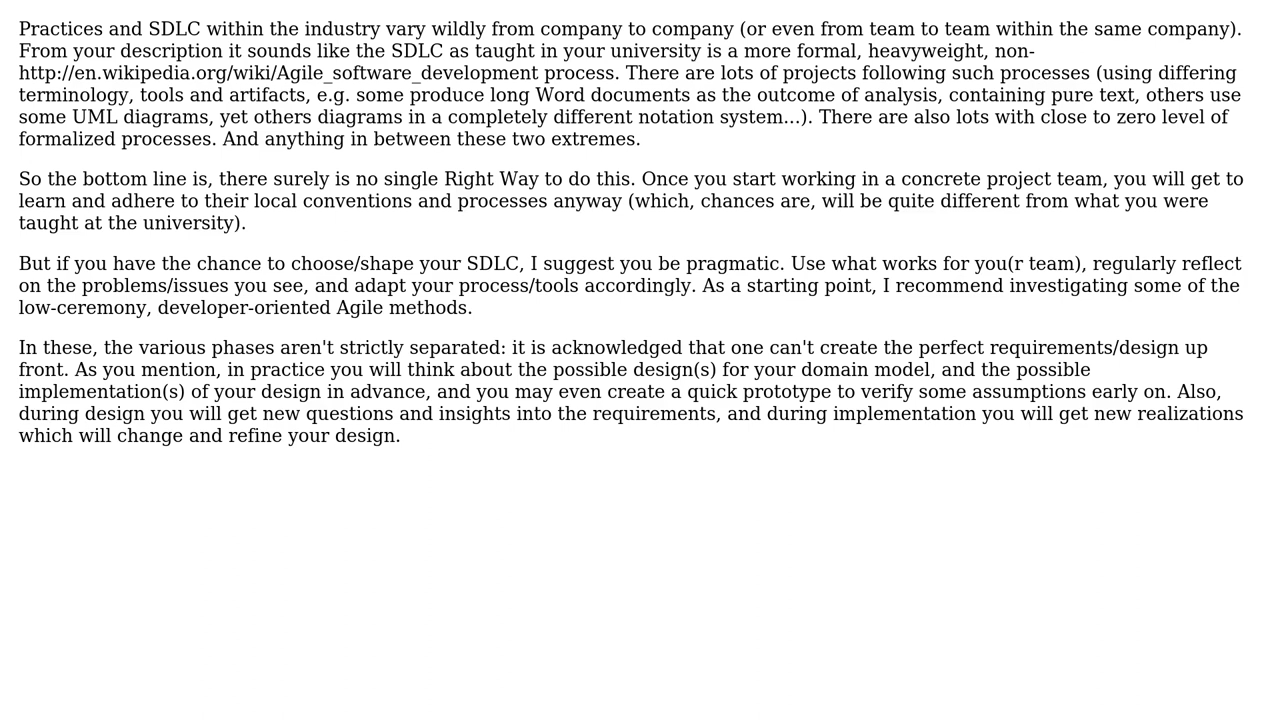 Practices and SDLC within the industry vary wildly from company to company (or even from team to team within the same company).
From your description it sounds like the SDLC as taught in your university is a more formal, heavyweight, non-
http://en.wikipedia.org/wiki/Agile_software_development process. There are lots of projects following such processes (using differing
terminology, tools and artifacts, e.g. some produce long Word documents as the outcome of analysis, containing pure text, others use
some UML diagrams, yet others diagrams in a completely different notation system...). There are also lots with close to zero level of
formalized processes. And anything in between these two extremes.
So the bottom line is, there surely is no single Right Way to do this. Once you start working in a concrete project team, you will get to
learn and adhere to their local conventions and processes anyway (which, chances are, will be quite different from what you were
taught at the university).
But if you have the chance to choose/shape your SDLC, I suggest you be pragmatic. Use what works for you(r team), regularly reflect
on the problems/issues you see, and adapt your process/tools accordingly. As a starting point, I recommend investigating some of the
low-ceremony, developer-oriented Agile methods.
In these, the various phases aren't strictly separated: it is acknowledged that one can't create the perfect requirements/design up
front. As you mention, in practice you will think about the possible design(s) for your domain model, and the possible
implementation(s) of your design in advance, and you may even create a quick prototype to verify some assumptions early on. Also,
during design you will get new questions and insights into the requirements, and during implementation you will get new realizations
which will change and refine your design.